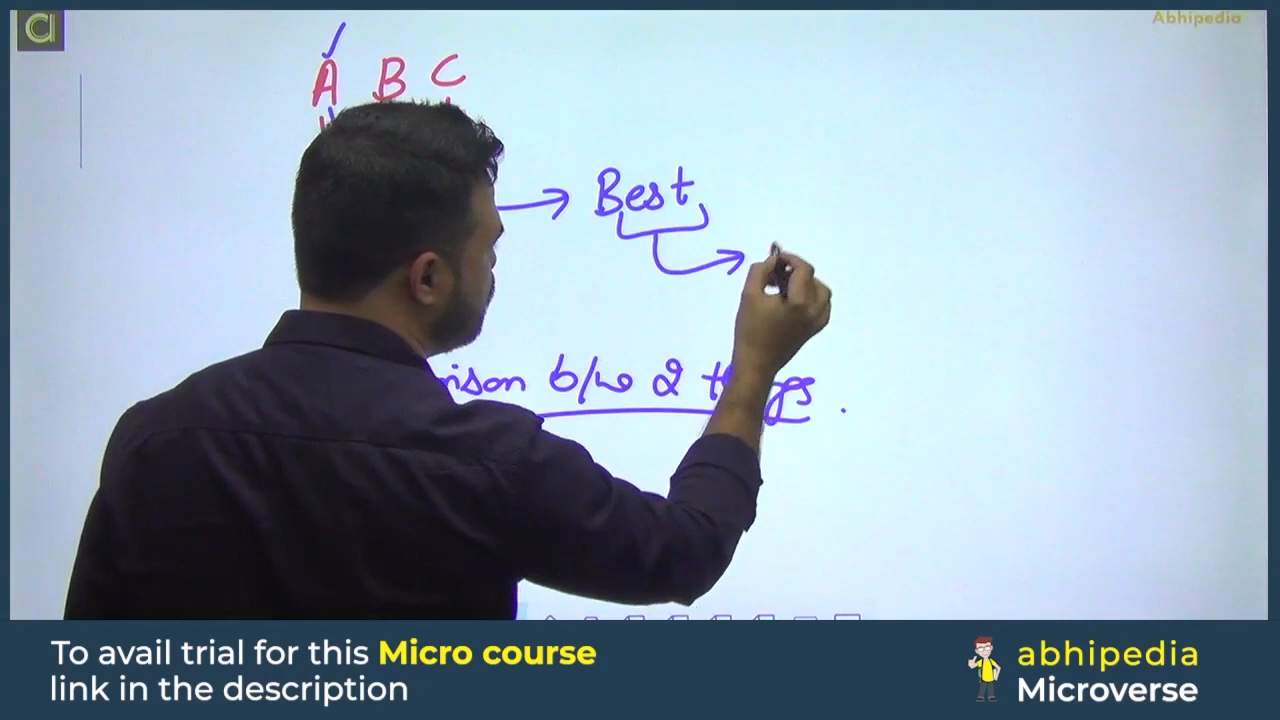 Abhipedia
A B C
Best
b/w 2
To avail trial for this Micro course
link in the description
abhipedia
Microverse